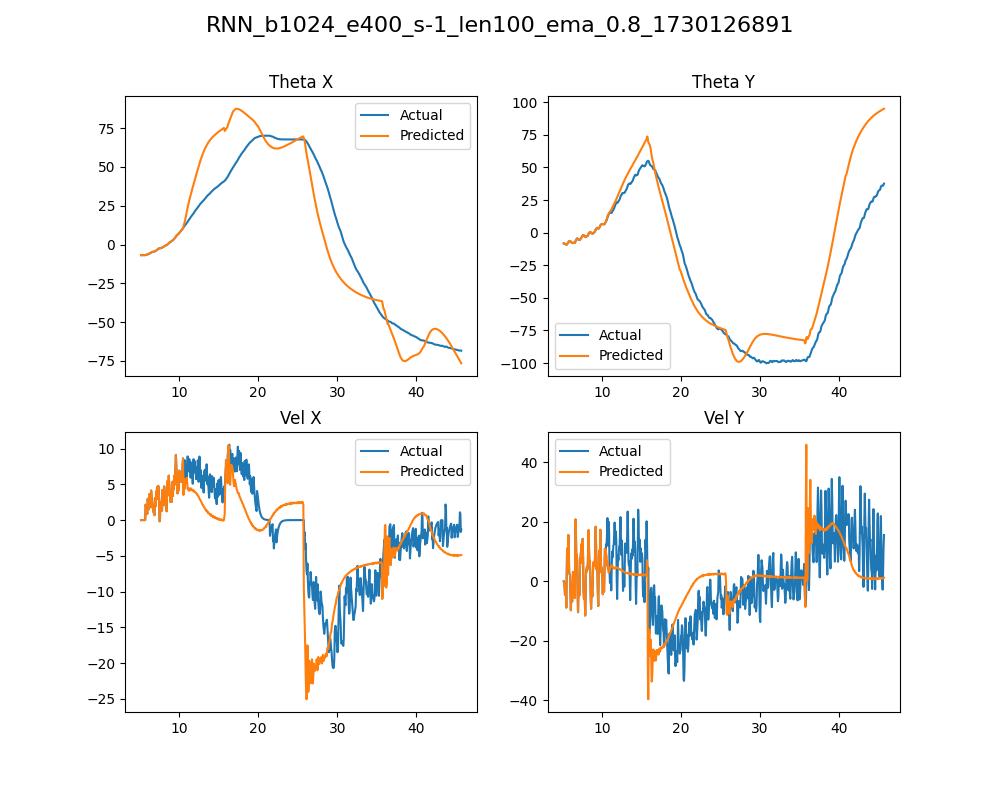 RNN_b1024_e400_s-1_len100_ema_0.8_1730126891
Theta X
75
50
25
0
−25
−50
−75
10 20 30 40
Actual
Predicted
Theta Y
100
75
50
25
0
−25
−50
−75
−100
10 20 30 40
Actual
Predicted
Vel X
10
5
0
−5
−10
−15
−20
−25
10 20 30 40
Actual
Predicted
Vel Y
40
20
0
−20
−40
10 20 30 40
Actual
Predicted